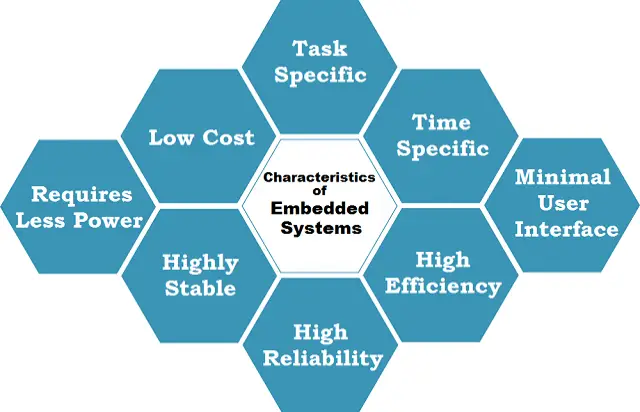 Task
Specific
Low Cost
Time
Specific
Requires
Less Power
Characteristics
of
Embedded
Systems
Minimal
User
Interface
Highly
Stable
High
Efficiency
High
Reliability